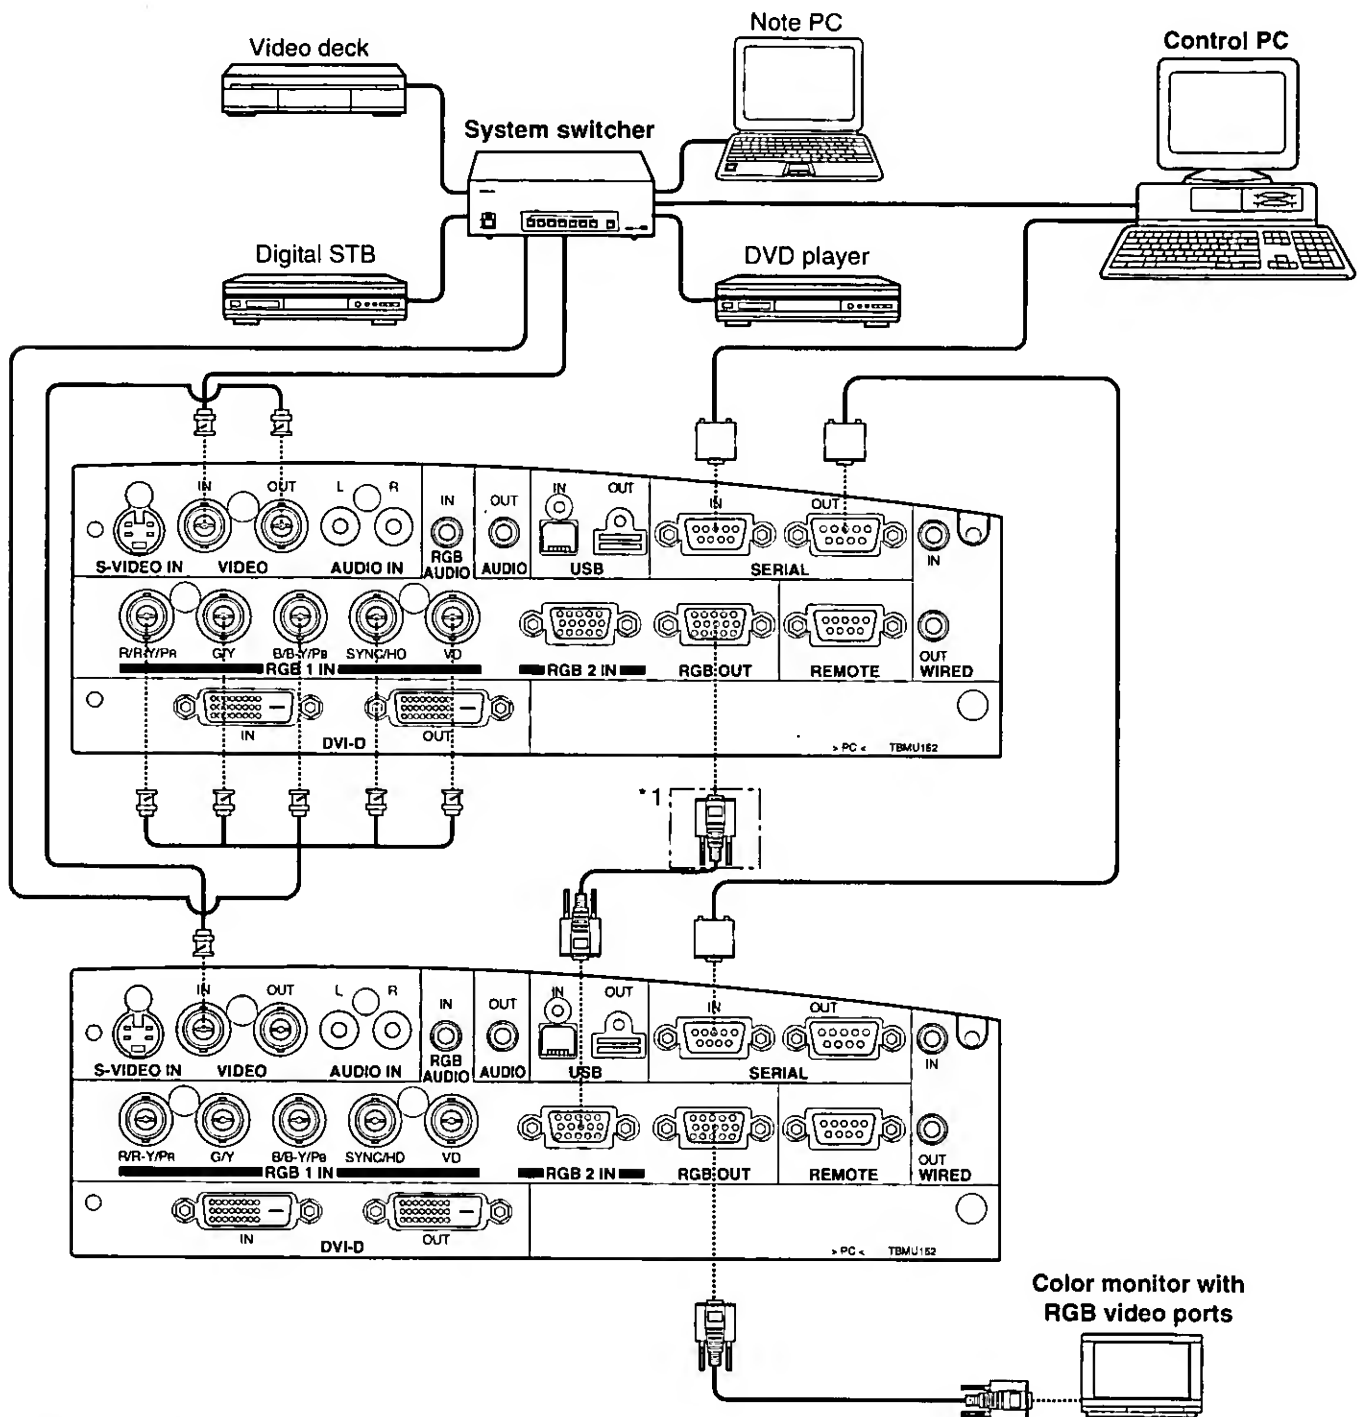 Note PC
Video deck
Control PC
System switcher
Digital STB
DVD player
IN OUT L R IN OUT IN OUT IN OUT
S-VIDEO IN VIDEO AUDIO IN RGB AUDIO AUDIO USB SERIAL IN
R/R-Y/PR G/Y B/B-Y/PB SYNC/HD VD
RGB 1 IN RGB 2 IN RGB OUT REMOTE OUT WIRED
IN OUT
DVI-D
> PC < TBMU152
*1
IN OUT L R IN OUT IN OUT IN OUT
S-VIDEO IN VIDEO AUDIO IN RGB AUDIO AUDIO USB SERIAL IN
R/R-Y/PR G/Y B/B-Y/PB SYNC/HD VD
RGB 1 IN RGB 2 IN RGB OUT REMOTE OUT WIRED
IN OUT
DVI-D
> PC < TBMU152
Color monitor with
RGB video ports